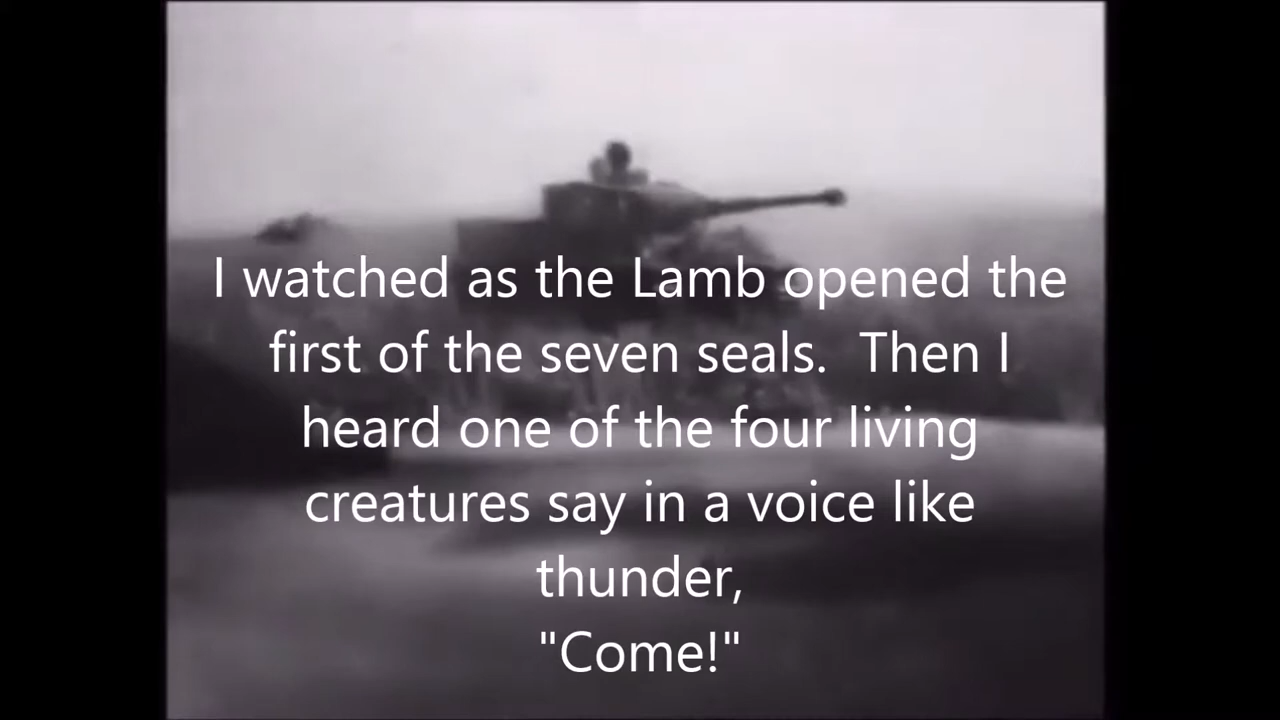 I watched as the Lamb opened the
first of the seven seals.  Then I
heard one of the four living
creatures say in a voice like
thunder,
"Come!"